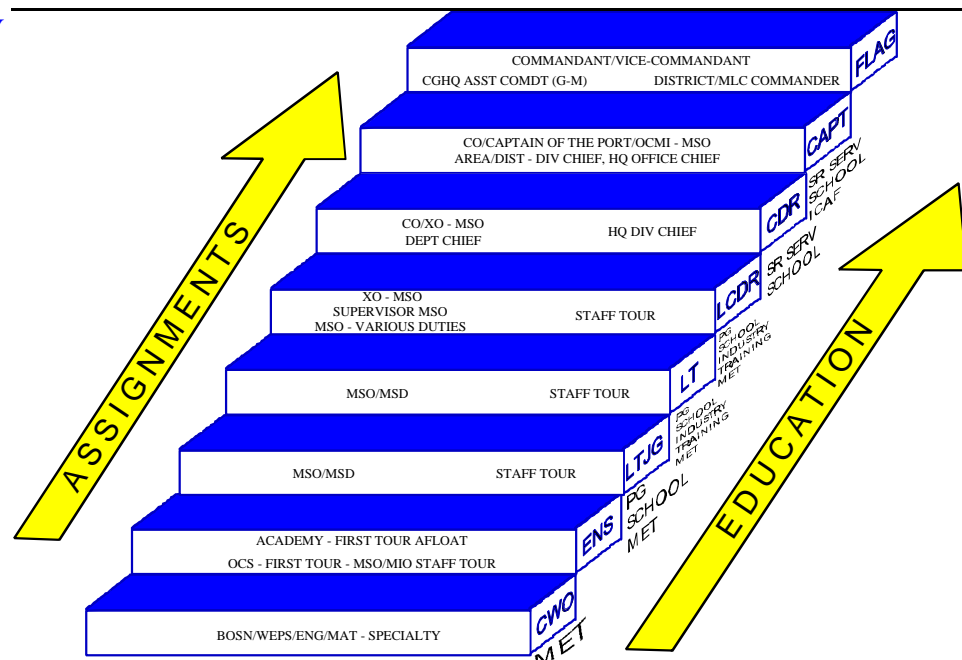 COMMANDANT/VICE-COMMANDANT
CGHQ ASST COMDT (G-M) DISTRICT/MLC COMMANDER
FLAG
CO/CAPTAIN OF THE PORT/OCMI - MSO
AREA/DIST - DIV CHIEF, HQ OFFICE CHIEF
CAPT
CO/XO - MSO
DEPT CHIEF
HQ DIV CHIEF
CDR
SR SERV
SCHOOL
ICAF
XO - MSO
SUPERVISOR MSO
MSO - VARIOUS DUTIES
STAFF TOUR
LCDR
SR SERV
SCHOOL
MSO/MSD STAFF TOUR
LT
PG
SCHOOL
INDUSTRY
TRAINING
MET
MSO/MSD STAFF TOUR
LTJG
PG
SCHOOL
INDUSTRY
TRAINING
MET
ACADEMY - FIRST TOUR AFLOAT
OCS - FIRST TOUR - MSO/MIO STAFF TOUR
ENS
PG
SCHOOL
MET
BOSN/WEPS/ENG/MAT - SPECIALTY
CWO
MET
ASSIGNMENTS
EDUCATION